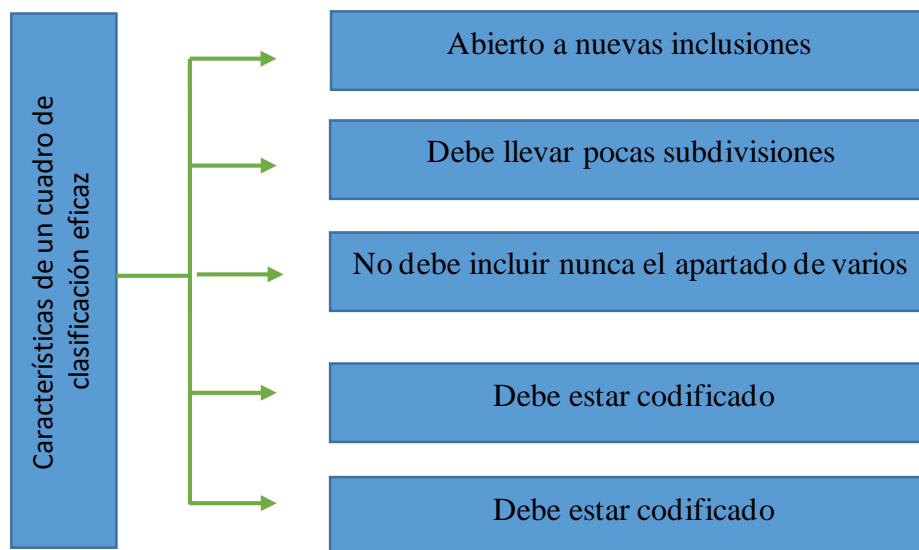 Características de un cuadro de
clasificación eficaz
Abierto a nuevas inclusiones
Debe llevar pocas subdivisiones
No debe incluir nunca el apartado de varios
Debe estar codificado
Debe estar codificado